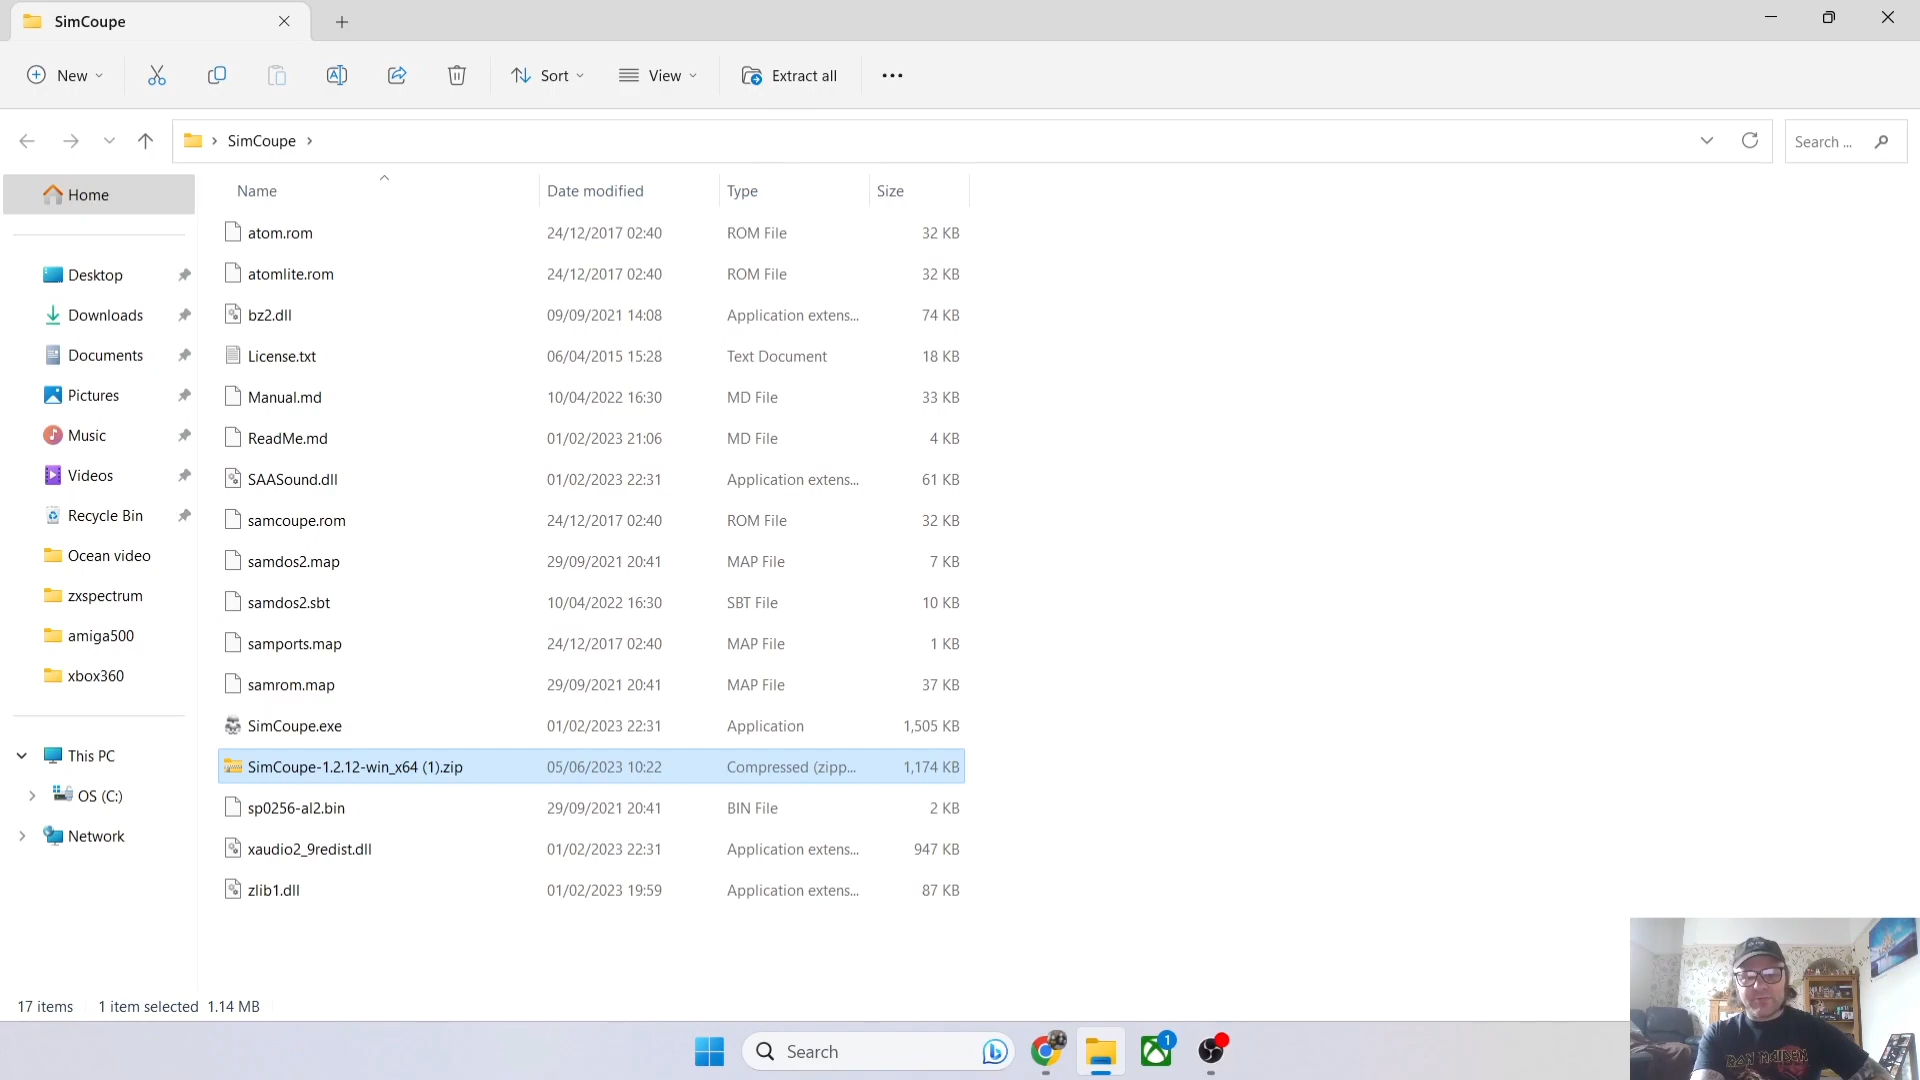 SimCoupe
New
Sort
View
Extract all
SimCoupe
Search ...
Home
Desktop
Downloads
Documents
Pictures
Music
Videos
Recycle Bin
Ocean video
zxspectrum
amiga500
xbox360
This PC
OS (C:)
Network
Name Date modified Type Size
atom.rom 24/12/2017 02:40 ROM File 32 KB
atomlite.rom 24/12/2017 02:40 ROM File 32 KB
bz2.dll 09/09/2021 14:08 Application extens... 74 KB
License.txt 06/04/2015 15:28 Text Document 18 KB
Manual.md 10/04/2022 16:30 MD File 33 KB
ReadMe.md 01/02/2023 21:06 MD File 4 KB
SAASound.dll 01/02/2023 22:31 Application extens... 61 KB
samcoupe.rom 24/12/2017 02:40 ROM File 32 KB
samdos2.map 29/09/2021 20:41 MAP File 7 KB
samdos2.sbt 10/04/2022 16:30 SBT File 10 KB
samports.map 24/12/2017 02:40 MAP File 1 KB
samrom.map 29/09/2021 20:41 MAP File 37 KB
SimCoupe.exe 01/02/2023 22:31 Application 1,505 KB
SimCoupe-1.2.12-win_x64 (1).zip 05/06/2023 10:22 Compressed (zipp... 1,174 KB
sp0256-al2.bin 29/09/2021 20:41 BIN File 2 KB
xaudio2_9redist.dll 01/02/2023 22:31 Application extens... 947 KB
zlib1.dll 01/02/2023 19:59 Application extens... 87 KB
17 items 1 item selected 1.14 MB
Search
1
IRON MAIDEN